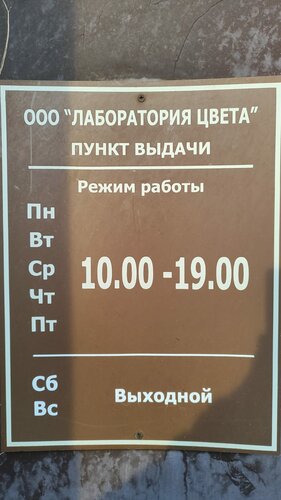 ООО "ЛАБОРАТОРИЯ ЦВЕТА"
ПУНКТ ВЫДАЧИ
Режим работы
Пн
Вт
Ср 10.00 -19.00
Чт
Пт
Сб Выходной
Вс